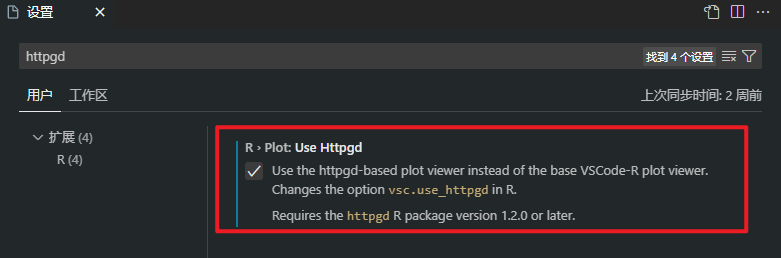 设置
httpgd
找到 4 个设置
用户 工作区
上次同步时间: 2 周前
扩展 (4)
R (4)
R › Plot: Use Httpgd
Use the httpgd-based plot viewer instead of the base VSCode-R plot viewer.
Changes the option vsc.use_httpgd in R.
Requires the httpgd R package version 1.2.0 or later.